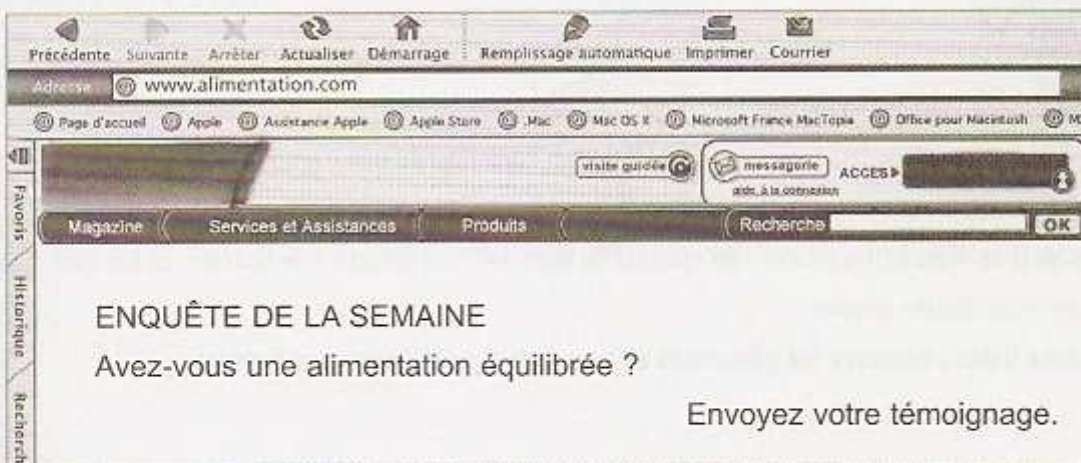 Précédente Suivante Arrêter Actualiser Démarrage Remplissage automatique Imprimer Courrier
Adresse @ www.alimentation.com
@ Page d'accueil @ Apple @ Assistance Apple @ Apple Store @ .Mac @ Mac OS X @ Microsoft France MacTopia @ Office pour Macintosh @
visite guidée @ messagerie ACCES
aide à la connexion
Magazine Services et Assistances Produits Recherche OK
Favoris
Historique
Recherch
ENQUÊTE DE LA SEMAINE
Avez-vous une alimentation équilibrée ?
Envoyez votre témoignage.